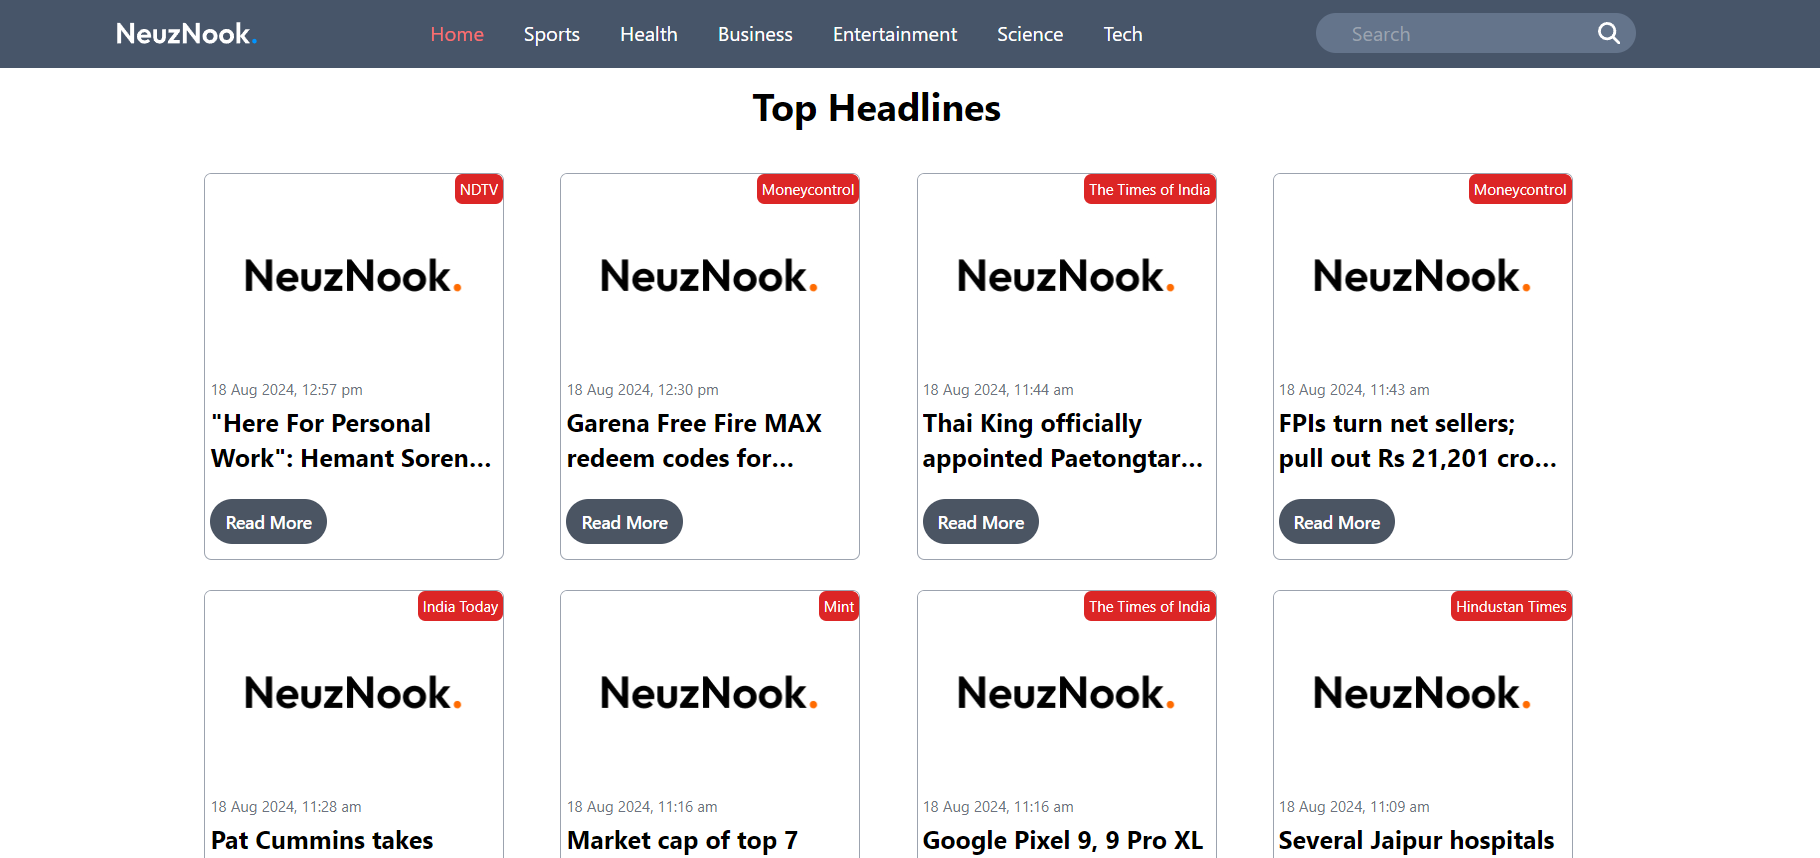 NeuzNook.
Home Sports Health Business Entertainment Science Tech
Search
Top Headlines
NDTV
NeuzNook.
18 Aug 2024, 12:57 pm
"Here For Personal
Work": Hemant Soren...
Read More
Moneycontrol
NeuzNook.
18 Aug 2024, 12:30 pm
Garena Free Fire MAX
redeem codes for...
Read More
The Times of India
NeuzNook.
18 Aug 2024, 11:44 am
Thai King officially
appointed Paetongtar...
Read More
Moneycontrol
NeuzNook.
18 Aug 2024, 11:43 am
FPIs turn net sellers;
pull out Rs 21,201 cro...
Read More
India Today
NeuzNook.
18 Aug 2024, 11:28 am
Pat Cummins takes
Mint
NeuzNook.
18 Aug 2024, 11:16 am
Market cap of top 7
The Times of India
NeuzNook.
18 Aug 2024, 11:16 am
Google Pixel 9, 9 Pro XL
Hindustan Times
NeuzNook.
18 Aug 2024, 11:09 am
Several Jaipur hospitals